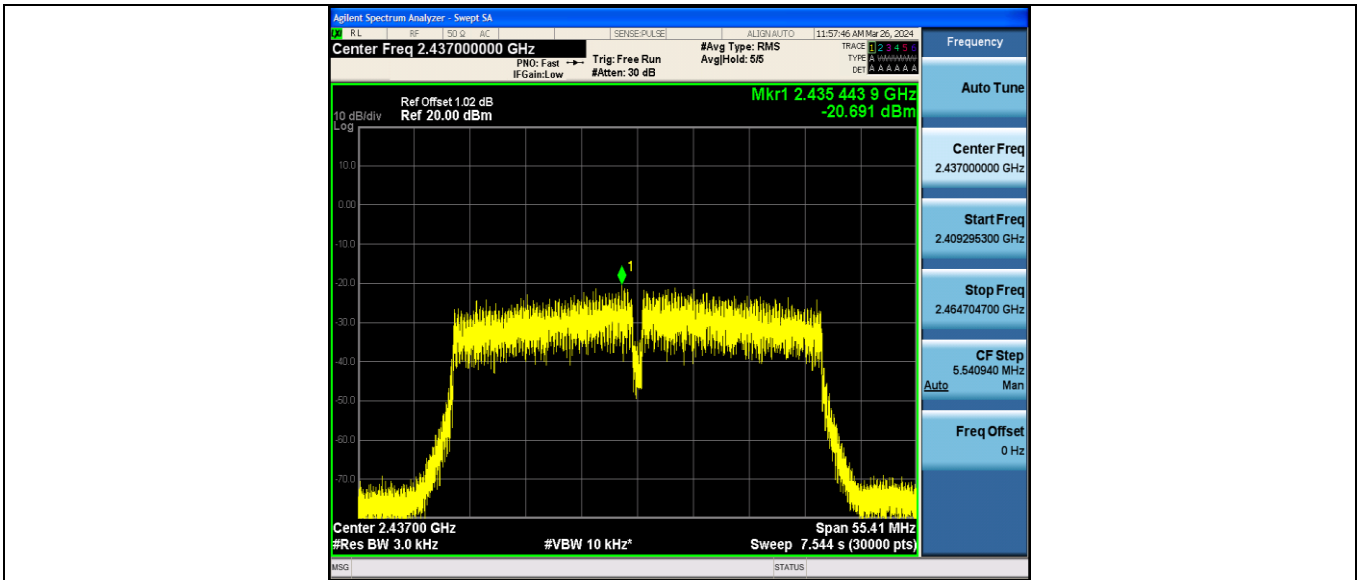 Agilent Spectrum Analyzer - Swept SA
RL RF 50 Ω AC SENSE:PULSE ALIGNAUTO 11:57:46 AM Mar 26, 2024
Center Freq 2.437000000 GHz
PNO: Fast
IFGain:Low
Trig: Free Run
#Atten: 30 dB
#Avg Type: RMS
Avg|Hold: 5/5
TRACE 1 2 3 4 5 6
TYPE A WWWWW
DET A A A A A A
Mkr1 2.435 443 9 GHz
-20.691 dBm
Ref Offset 1.02 dB
10 dB/div Ref 20.00 dBm
Log
10.0
0.00
-10.0
-20.0
-30.0
-40.0
-50.0
-60.0
-70.0
1
Center 2.43700 GHz Span 55.41 MHz
#Res BW 3.0 kHz #VBW 10 kHz* Sweep 7.544 s (30000 pts)
MSG STATUS
Frequency
Auto Tune
Center Freq
2.437000000 GHz
Start Freq
2.409295300 GHz
Stop Freq
2.464704700 GHz
CF Step
5.540940 MHz
Auto Man
Freq Offset
0 Hz